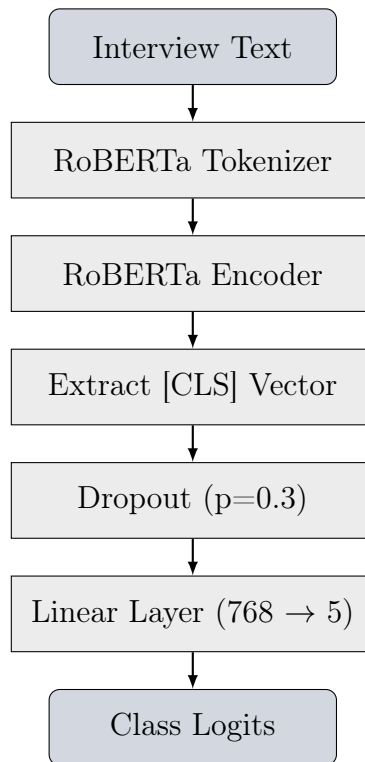 Interview Text
RoBERTa Tokenizer
RoBERTa Encoder
Extract [CLS] Vector
Dropout (p=0.3)
Linear Layer (768 → 5)
Class Logits